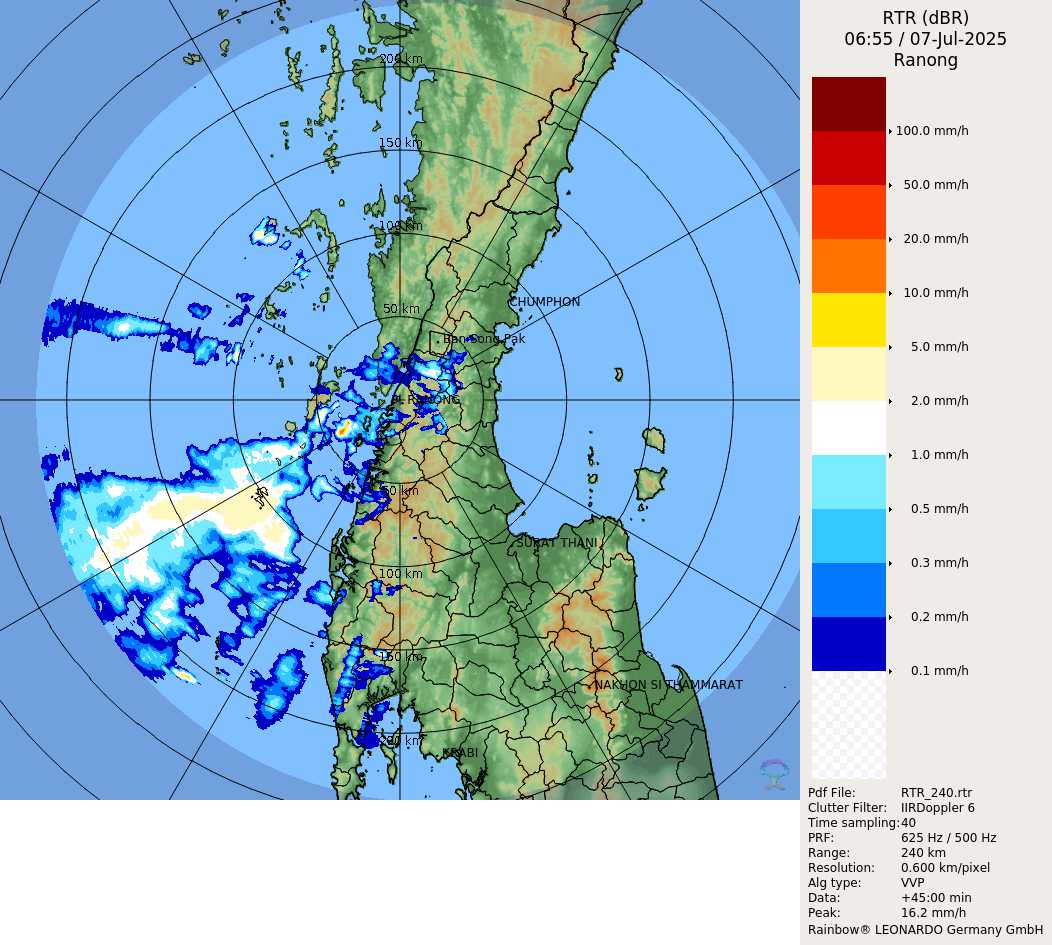 RTR (dBR)
06:55 / 07-Jul-2025
Ranong
200 km
150 km
100 km
50 km
CHUMPHON
Ban Song Pak
RANONG
50 km
SURAT THANI
100 km
150 km
NAKHON SI THAMMARAT
200 km
KRABI
100.0 mm/h
50.0 mm/h
20.0 mm/h
10.0 mm/h
5.0 mm/h
2.0 mm/h
1.0 mm/h
0.5 mm/h
0.3 mm/h
0.2 mm/h
0.1 mm/h
Pdf File: RTR_240.rtr
Clutter Filter: IIRDoppler 6
Time sampling:40
PRF: 625 Hz / 500 Hz
Range: 240 km
Resolution: 0.600 km/pixel
Alg type: VVP
Data: +45:00 min
Peak: 16.2 mm/h
Rainbow® LEONARDO Germany GmbH